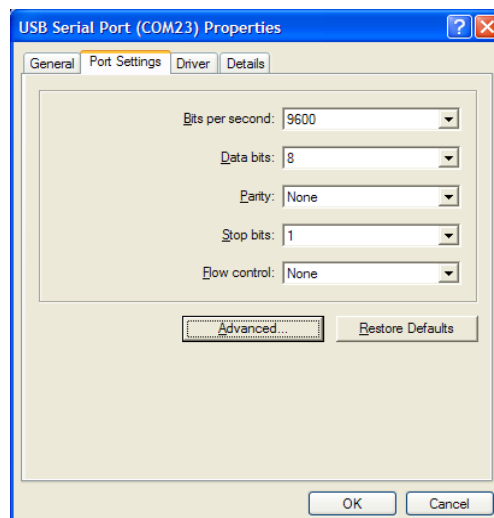 USB Serial Port (COM23) Properties
General Port Settings Driver Details
Bits per second: 9600
Data bits: 8
Parity: None
Stop bits: 1
Flow control: None
Advanced... Restore Defaults
OK Cancel